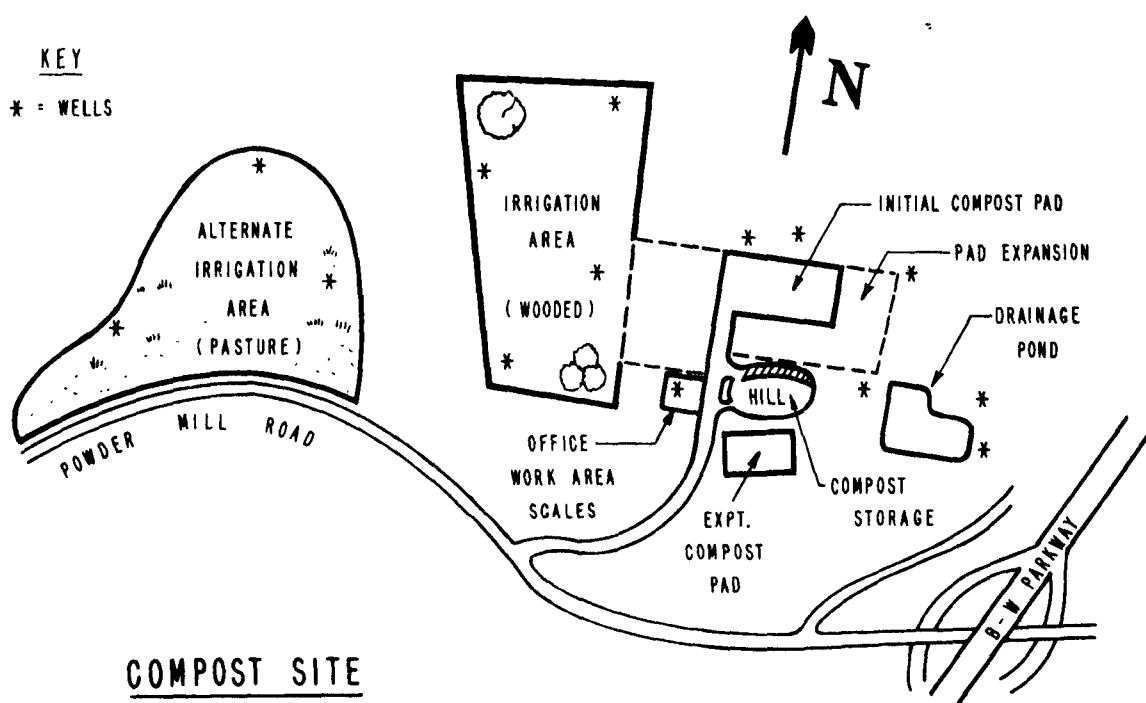 KEY
* = WELLS
N
ALTERNATE
IRRIGATION
AREA
(PASTURE)
IRRIGATION
AREA
(WOODED)
INITIAL COMPOST PAD
PAD EXPANSION
DRAINAGE
POND
HILL
OFFICE
WORK AREA
SCALES
EXPT.
COMPOST
PAD
COMPOST
STORAGE
POWDER MILL ROAD
B-W PARKWAY
COMPOST SITE